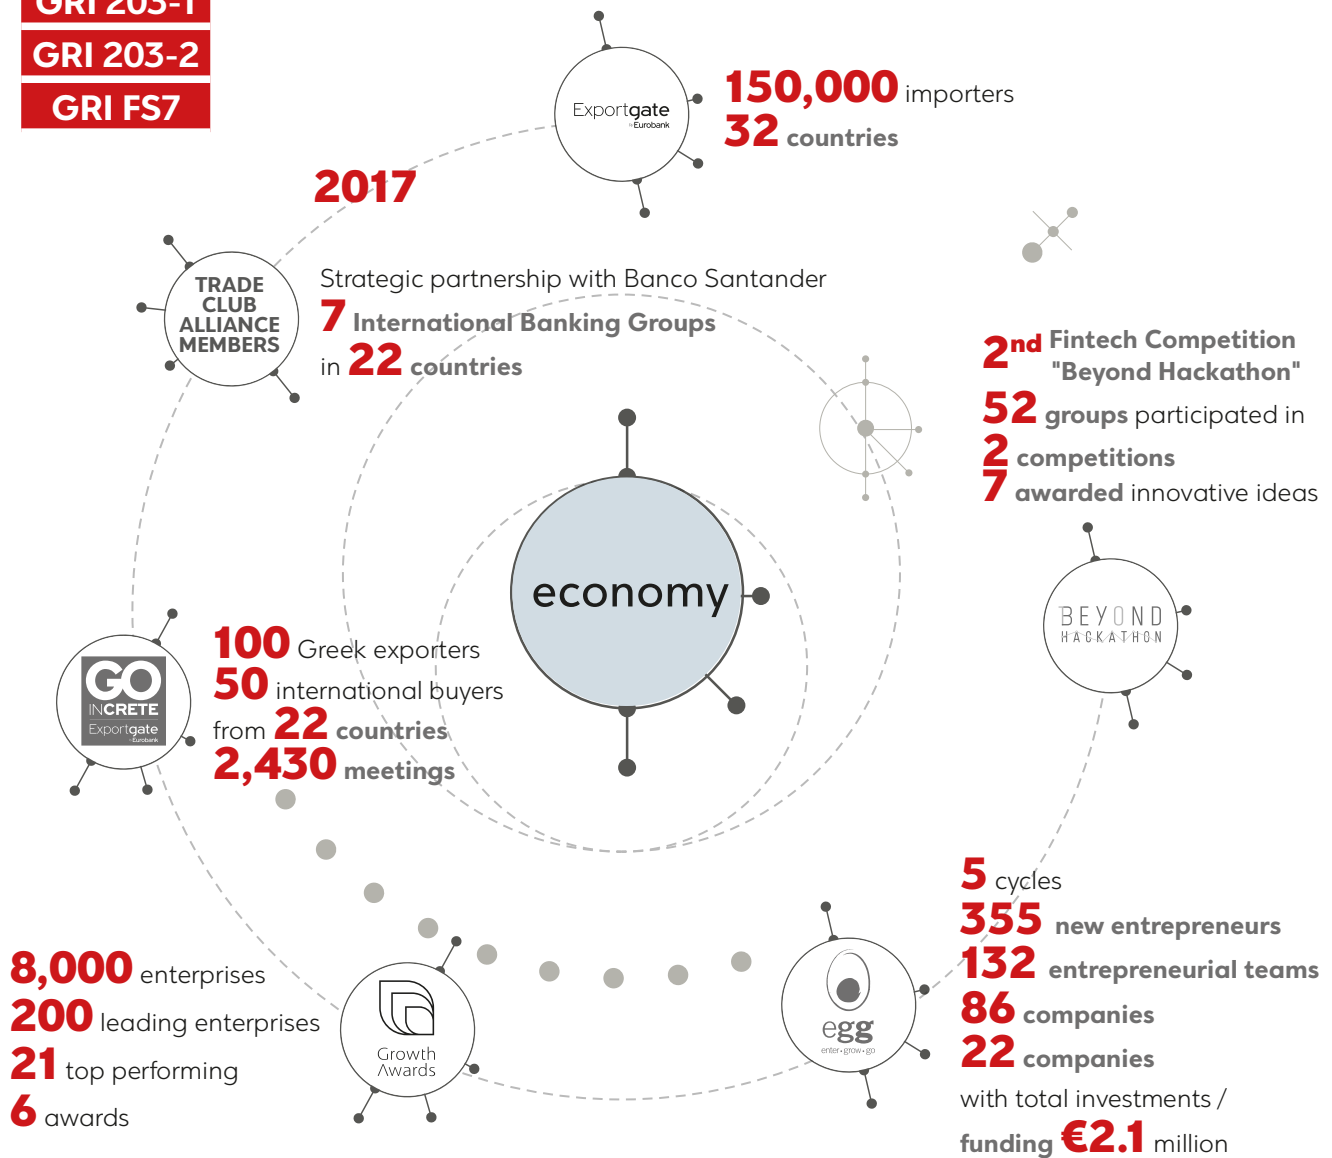 GRI 203-1
GRI 203-2
GRI FS7
Exportgate
by Eurobank
150,000 importers
32 countries
2017
TRADE
CLUB
ALLIANCE
MEMBERS
Strategic partnership with Banco Santander
7 International Banking Groups
in 22 countries
2nd Fintech Competition
"Beyond Hackathon"
52 groups participated in
2 competitions
7 awarded innovative ideas
economy
BEYOND
HACKATHON
GO
INCRETE
Exportgate
by Eurobank
100 Greek exporters
50 international buyers
from 22 countries
2,430 meetings
8,000 enterprises
200 leading enterprises
21 top performing
6 awards
Growth
Awards
egg
enter•grow•go
5 cycles
355 new entrepreneurs
132 entrepreneurial teams
86 companies
22 companies
with total investments /
funding €2.1 million